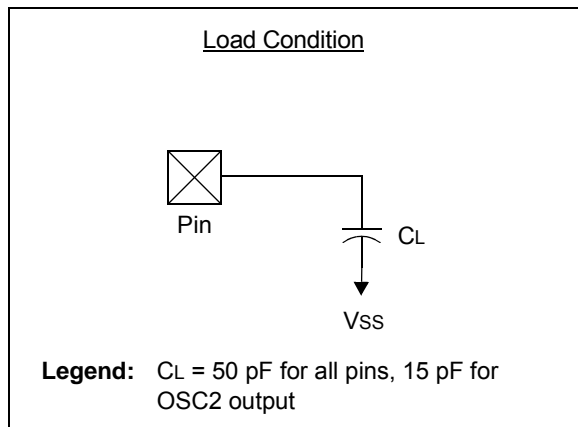 Load Condition
Pin
CL
VSS
Legend: CL = 50 pF for all pins, 15 pF for
OSC2 output